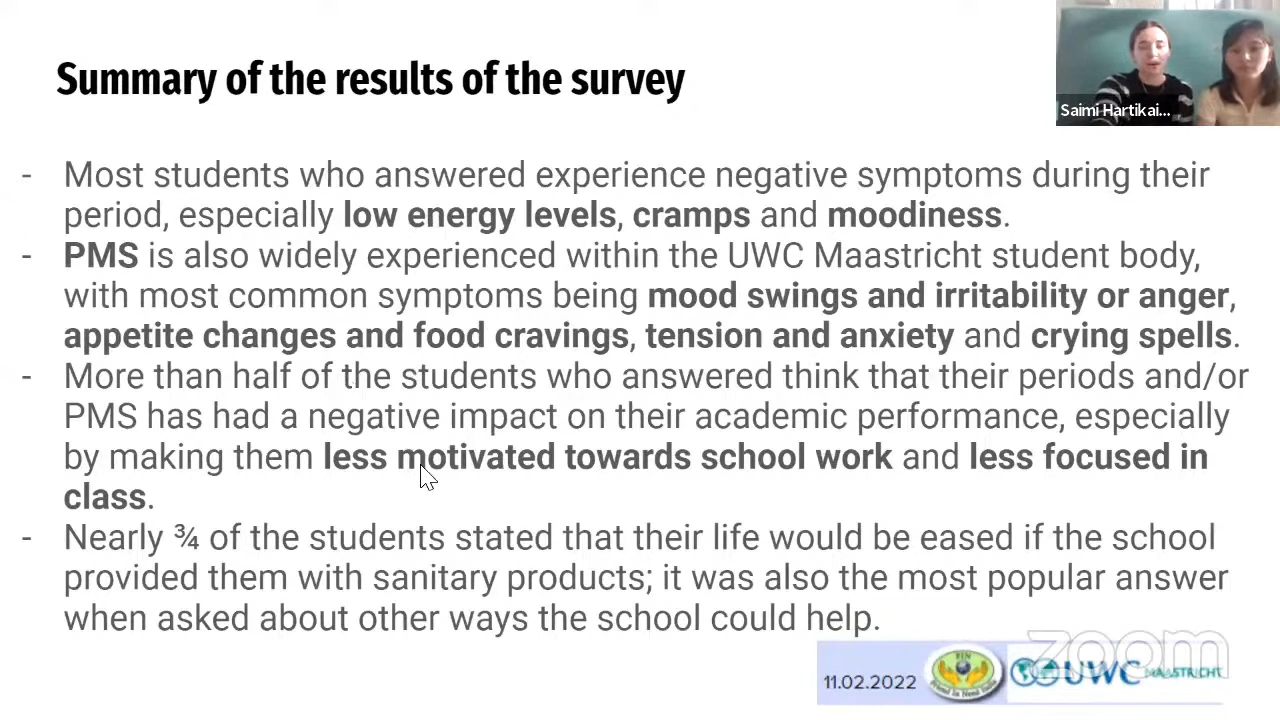 Summary of the results of the survey
Saimi Hartikai...
- Most students who answered experience negative symptoms during their
period, especially low energy levels, cramps and moodiness.
- PMS is also widely experienced within the UWC Maastricht student body,
with most common symptoms being mood swings and irritability or anger,
appetite changes and food cravings, tension and anxiety and crying spells.
- More than half of the students who answered think that their periods and/or
PMS has had a negative impact on their academic performance, especially
by making them less motivated towards school work and less focused in
class.
- Nearly ¾ of the students stated that their life would be eased if the school
provided them with sanitary products; it was also the most popular answer
when asked about other ways the school could help.
zoom
11.02.2022
FIN
Friend In Need India
UWC MAASTRICHT